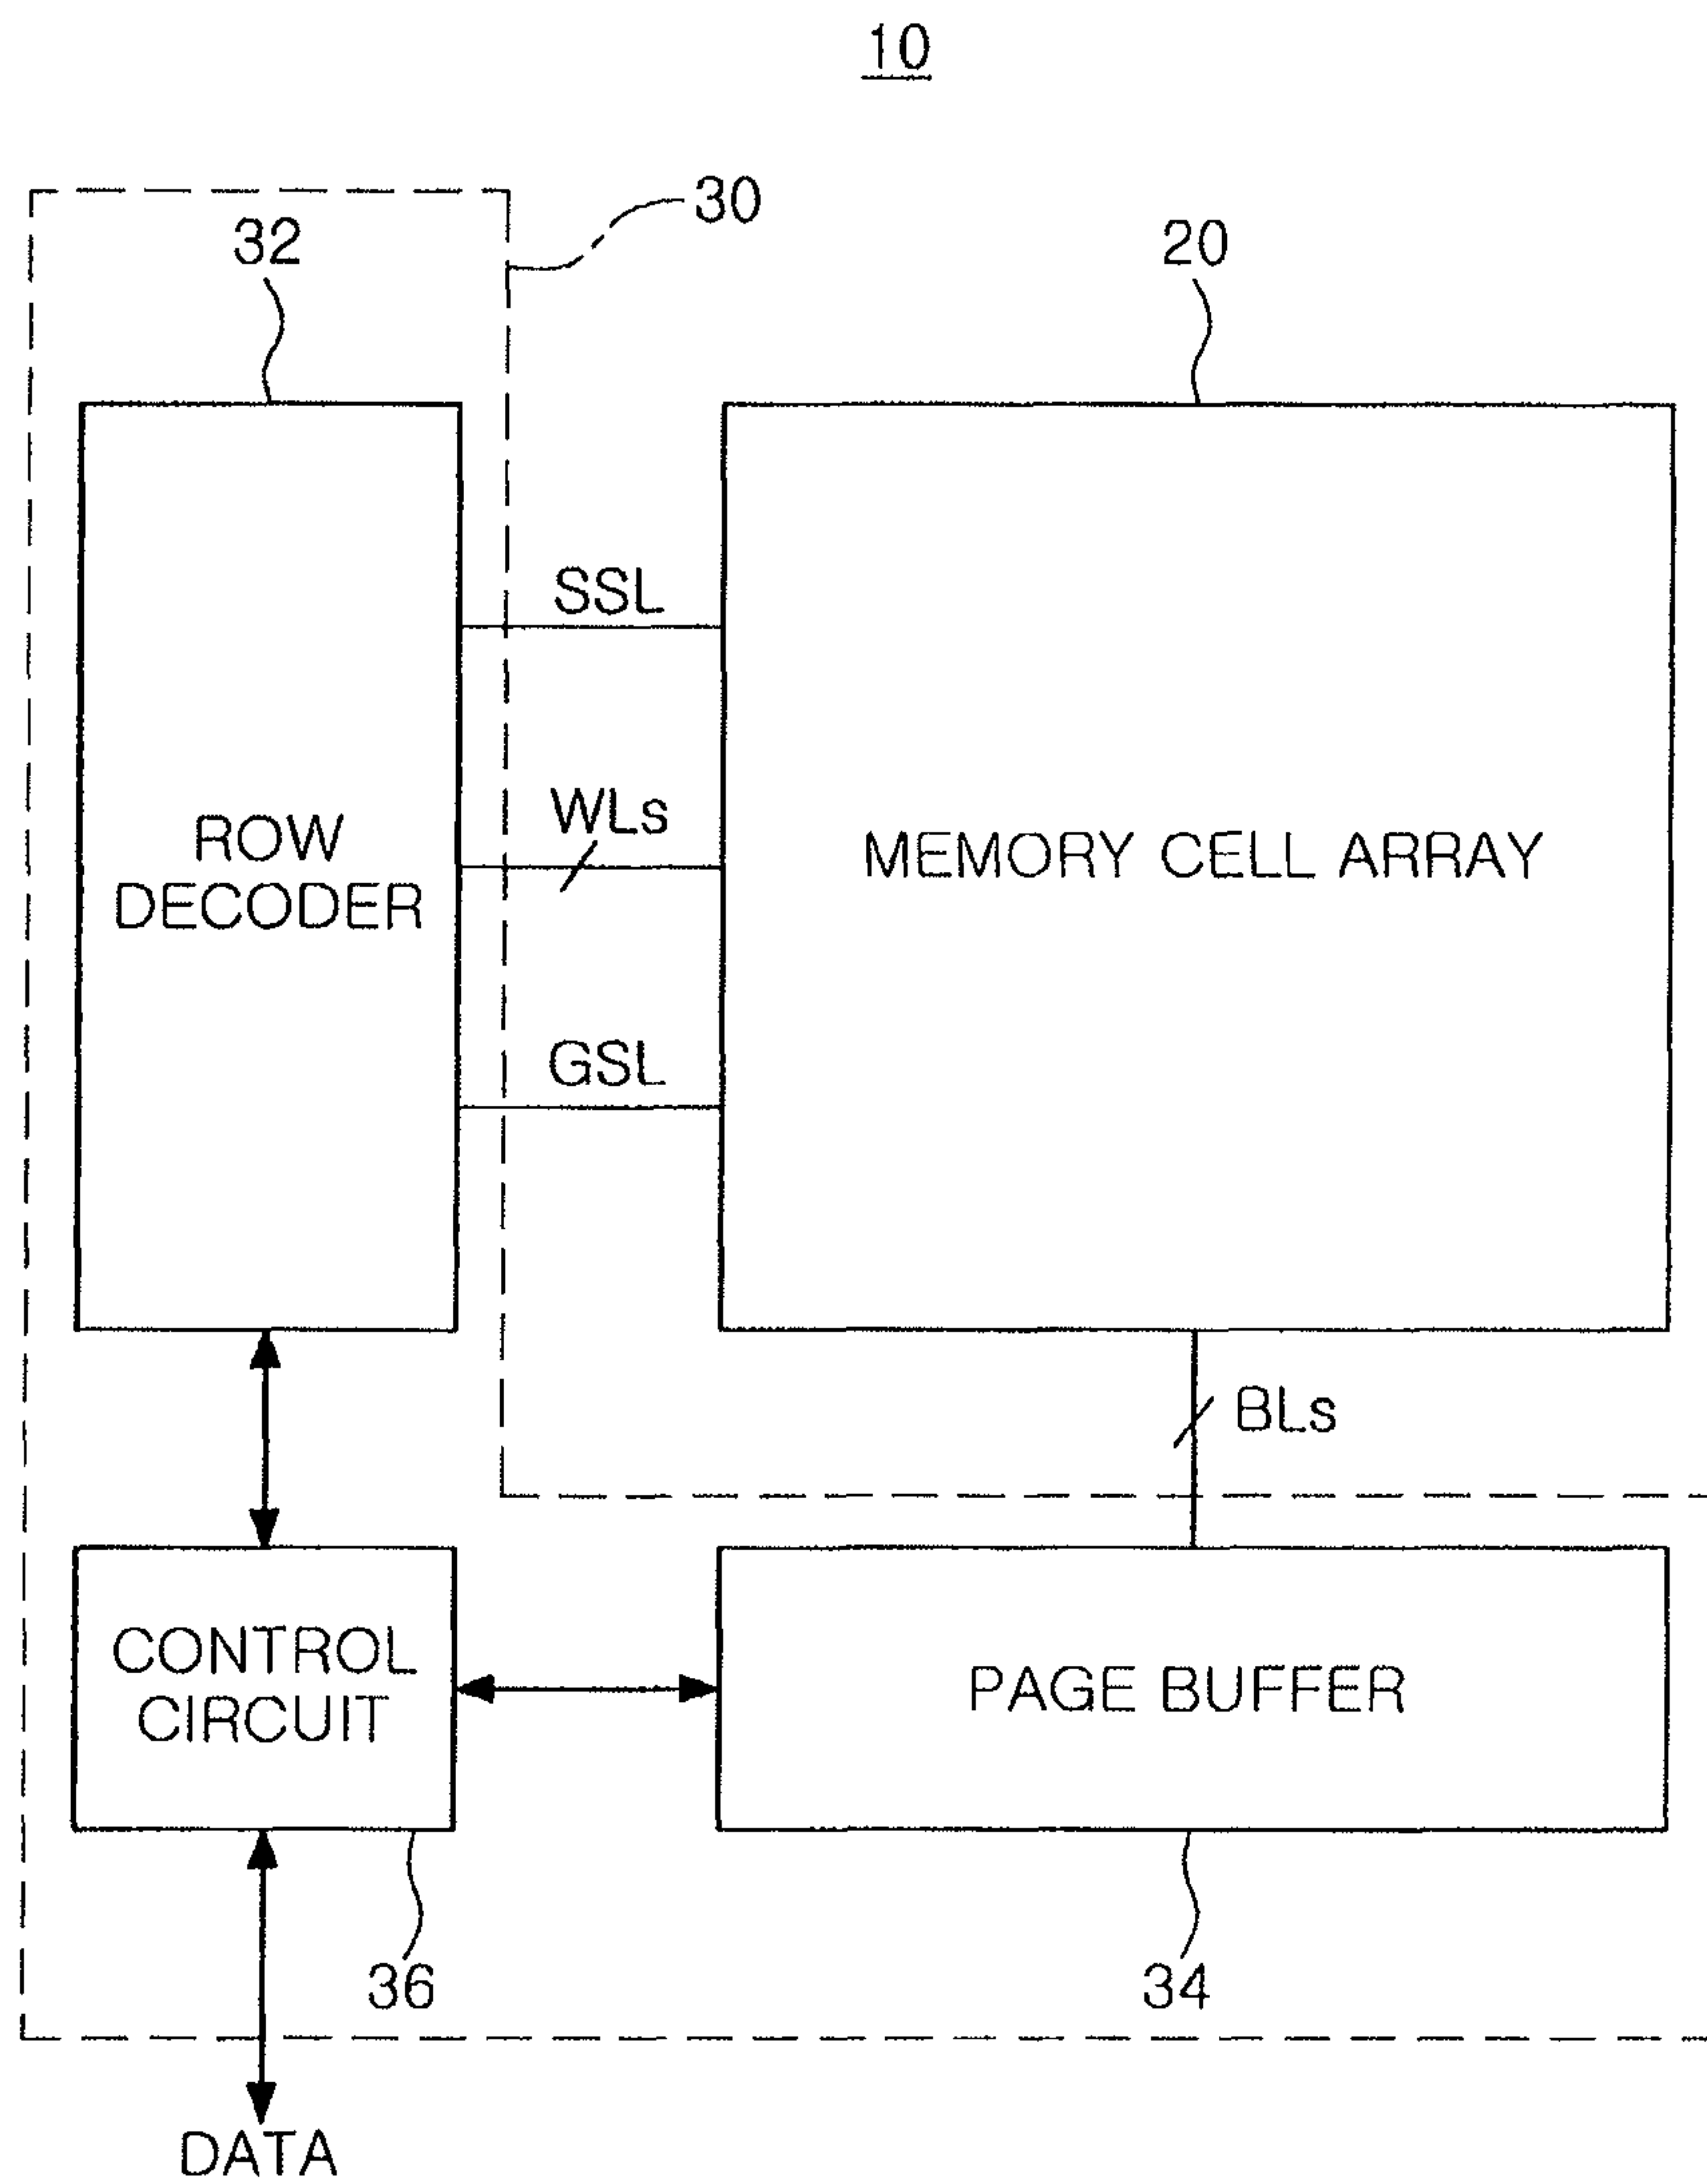 10
30
32
20
SSL
WLs
ROW
DECODER
MEMORY CELL ARRAY
GSL
BLs
CONTROL
CIRCUIT
PAGE BUFFER
36
34
DATA